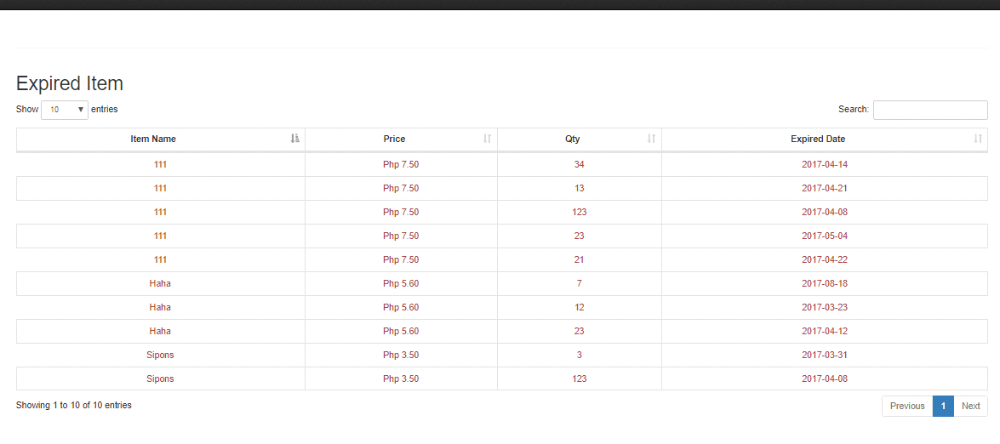 Expired Item
Show 10 entries Search:
Item Name Price Qty Expired Date
111 Php 7.50 34 2017-04-14
111 Php 7.50 13 2017-04-21
111 Php 7.50 123 2017-04-08
111 Php 7.50 23 2017-05-04
111 Php 7.50 21 2017-04-22
Haha Php 5.60 7 2017-08-18
Haha Php 5.60 12 2017-03-23
Haha Php 5.60 23 2017-04-12
Sipons Php 3.50 3 2017-03-31
Sipons Php 3.50 123 2017-04-08
Showing 1 to 10 of 10 entries Previous 1 Next